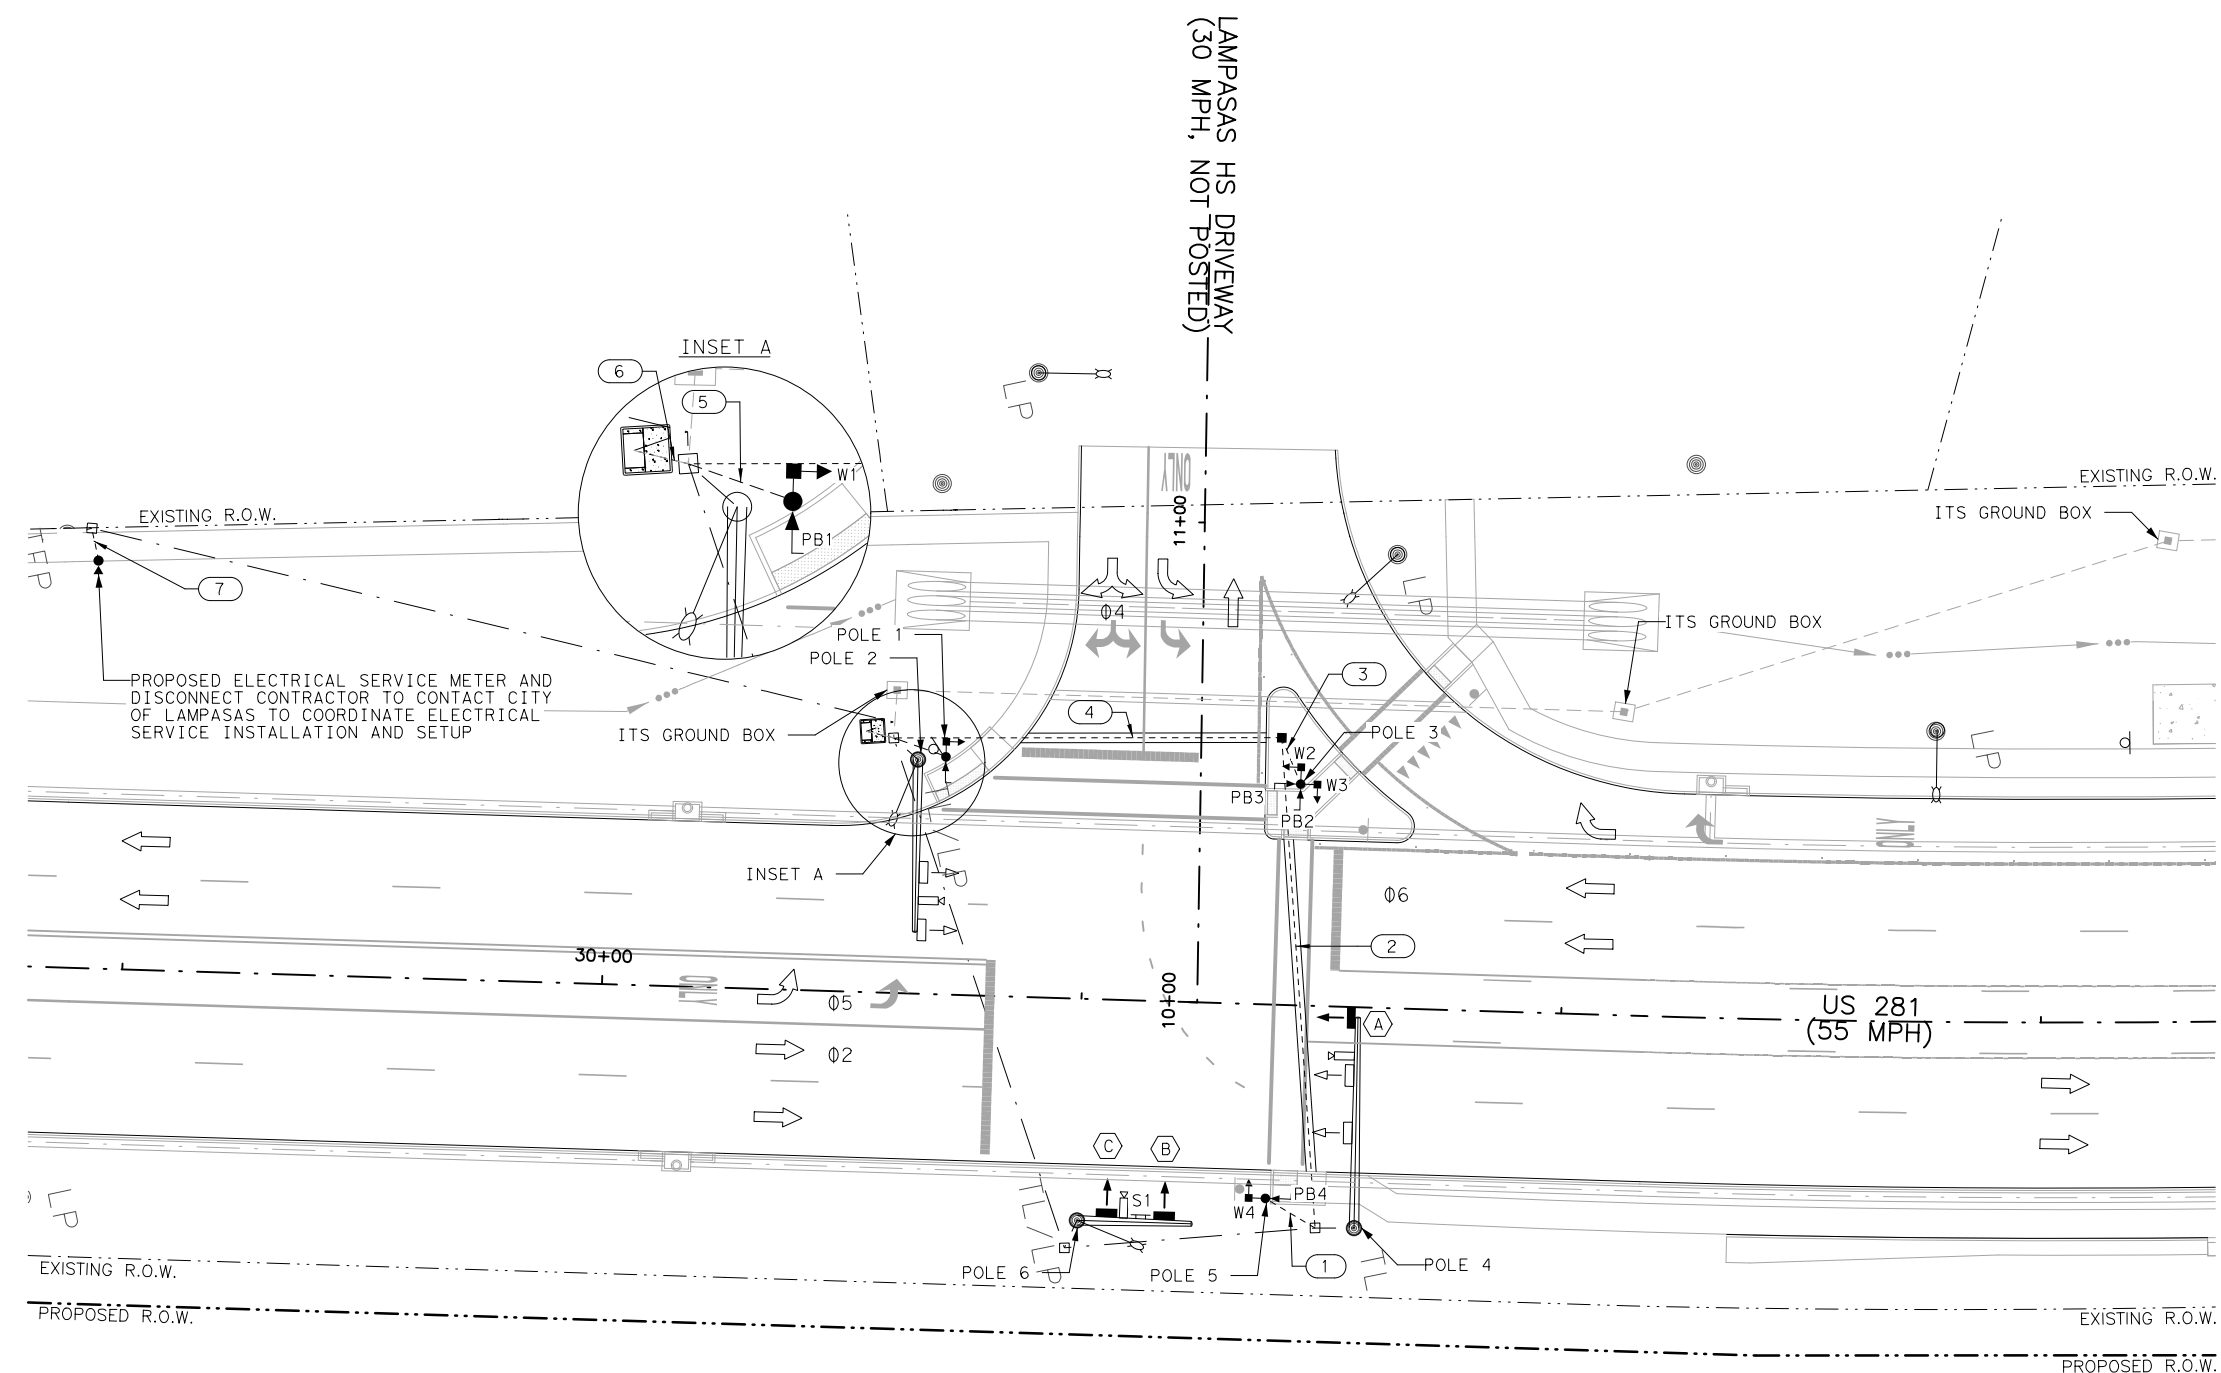 LAMPASAS HS DRIVEWAY
(30 MPH, NOT POSTED)
INSET A
6
5
W1
PB1
LP
ONLY
11+00
EXISTING R.O.W.
ITS GROUND BOX
EXISTING R.O.W.
7
Φ4
LP
ITS GROUND BOX
POLE 1
POLE 2
PROPOSED ELECTRICAL SERVICE METER AND
DISCONNECT CONTRACTOR TO CONTACT CITY
OF LAMPASAS TO COORDINATE ELECTRICAL
SERVICE INSTALLATION AND SETUP
ITS GROUND BOX
3
4
POLE 3
W2
W3
PB3
PB2
LP
ONLY
INSET A
LP
Φ6
2
30+00
ONLY
Φ5
10+00
A
US 281
(55 MPH)
Φ2
C
B
S1
PB4
W4
LP
POLE 6
LP
POLE 5
1
POLE 4
EXISTING R.O.W.
PROPOSED R.O.W.
EXISTING R.O.W.
PROPOSED R.O.W.